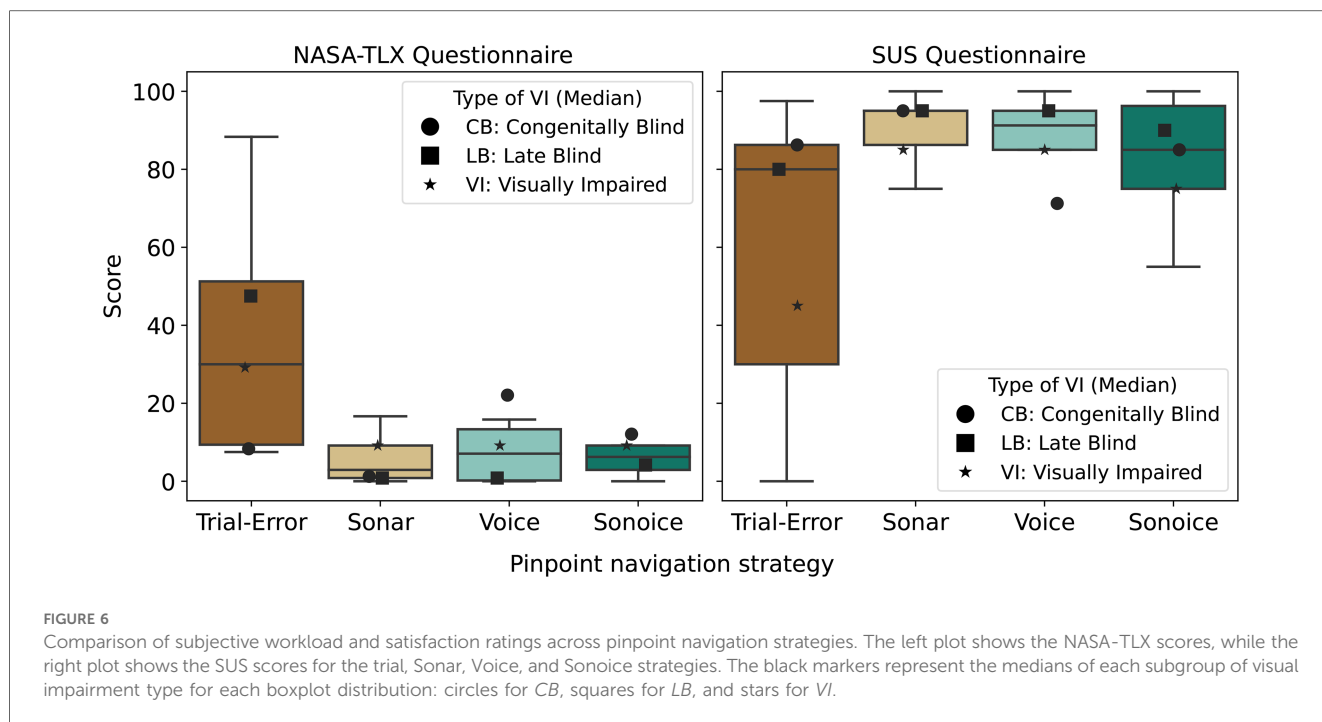 NASA-TLX Questionnaire
SUS Questionnaire
Score
100
80
60
40
20
0
Type of VI (Median)
CB: Congenitally Blind
LB: Late Blind
VI: Visually Impaired
Type of VI (Median)
CB: Congenitally Blind
LB: Late Blind
VI: Visually Impaired
Trial-Error Sonar Voice Sonoice
Trial-Error Sonar Voice Sonoice
Pinpoint navigation strategy
FIGURE 6
Comparison of subjective workload and satisfaction ratings across pinpoint navigation strategies. The left plot shows the NASA-TLX scores, while the
right plot shows the SUS scores for the trial, Sonar, Voice, and Sonoice strategies. The black markers represent the medians of each subgroup of visual
impairment type for each boxplot distribution: circles for CB, squares for LB, and stars for VI.